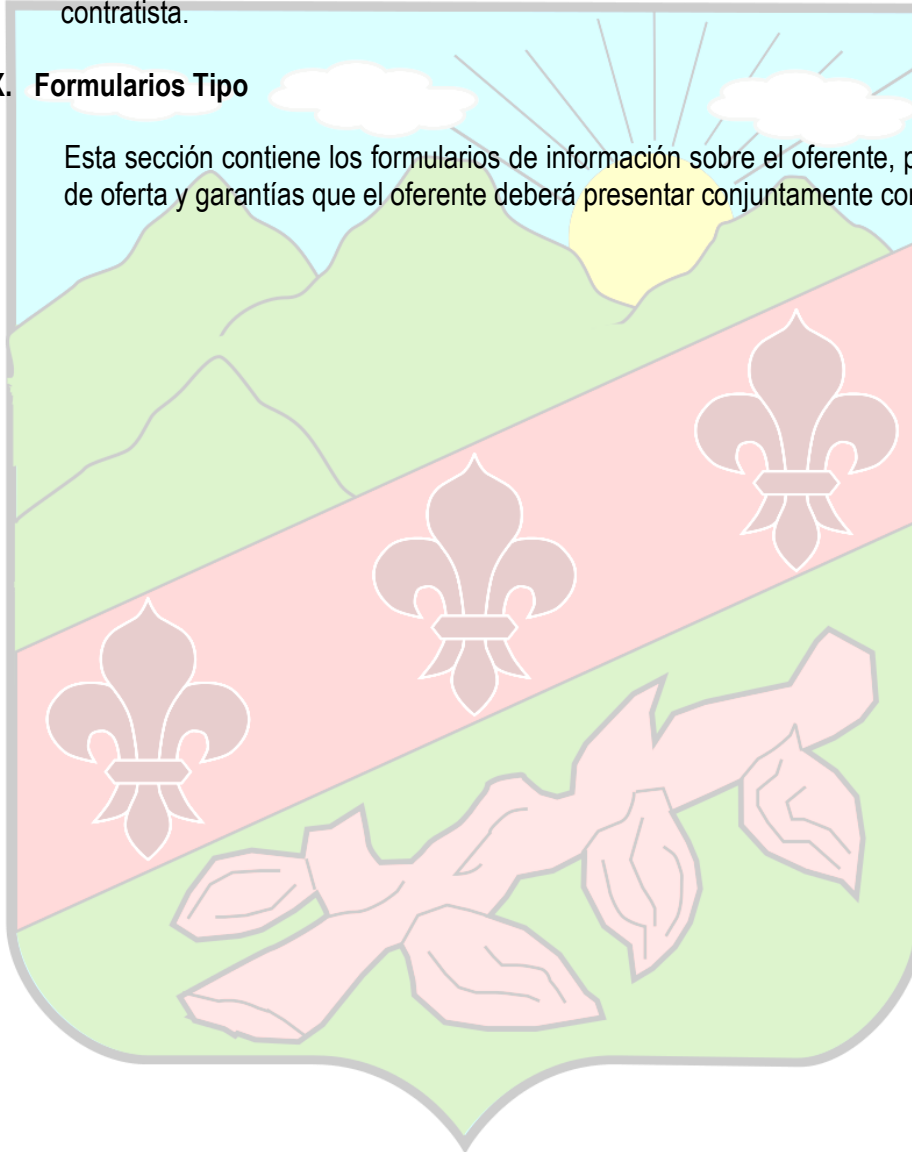 contratista.
X. Formularios Tipo
Esta sección contiene los formularios de información sobre el oferente,
de oferta y garantías que el oferente deberá presentar conjuntamente